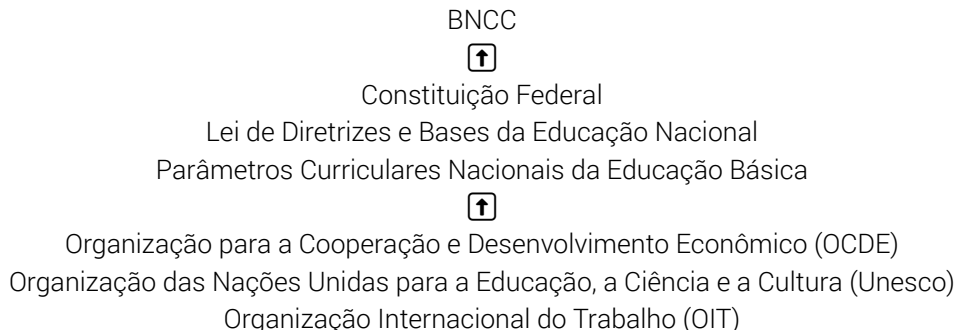 BNCC
Constituição Federal
Lei de Diretrizes e Bases da Educação Nacional
Parâmetros Curriculares Nacionais da Educação Básica
Organização para a Cooperação e Desenvolvimento Econômico (OCDE)
Organização das Nações Unidas para a Educação, a Ciência e a Cultura (Unesco)
Organização Internacional do Trabalho (OIT)